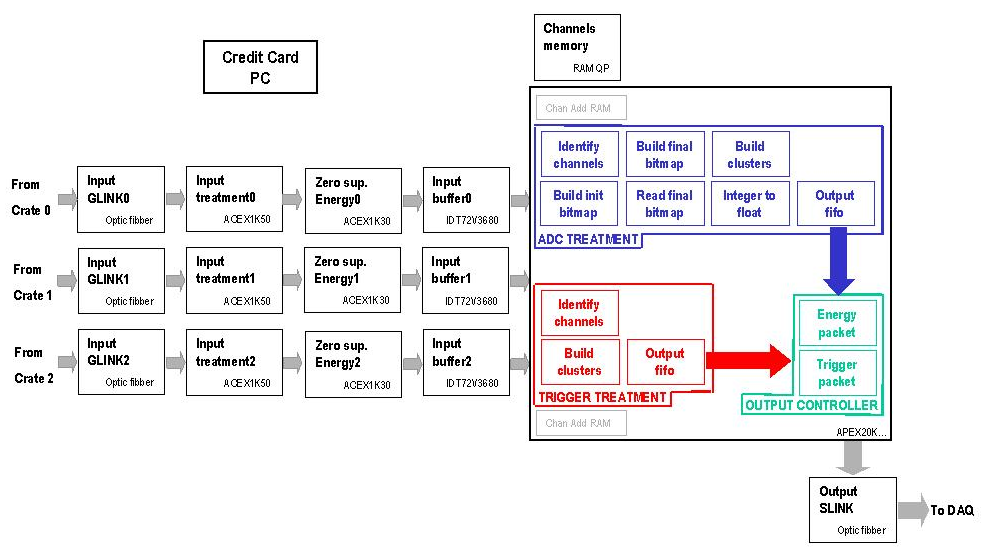 Credit Card
PC
Channels
memory
RAM QP
Chan Add RAM
Identify
channels
Build final
bitmap
Build
clusters
Build init
bitmap
Read final
bitmap
Integer to
float
Output
fifo
ADC TREATMENT
From
Crate 0
Input
GLINK0
Optic fibber
Input
treatment0
ACEX1K50
Zero sup.
Energy0
ACEX1K30
Input
buffer0
IDT72V3680
From
Crate 1
Input
GLINK1
Optic fibber
Input
treatment1
ACEX1K50
Zero sup.
Energy1
ACEX1K30
Input
buffer1
IDT72V3680
From
Crate 2
Input
GLINK2
Optic fibber
Input
treatment2
ACEX1K50
Zero sup.
Energy2
ACEX1K30
Input
buffer2
IDT72V3680
Identify
channels
Build
clusters
Output
fifo
TRIGGER TREATMENT
Energy
packet
Trigger
packet
OUTPUT CONTROLLER
Chan Add RAM
APEX20K...
Output
SLINK
Optic fibber
To DAQ